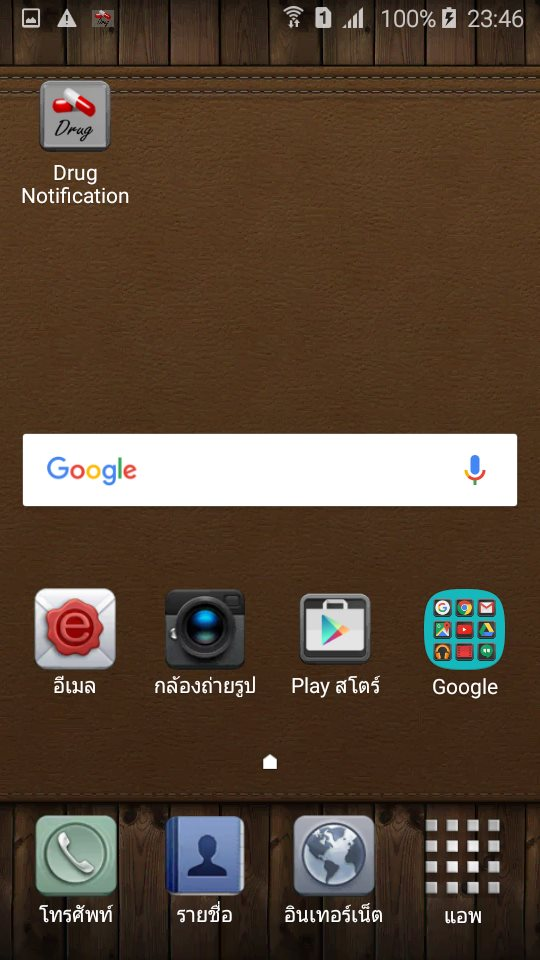 1 100% 23:46
Drug
Drug
Notification
Google
e
อีเมล
กล้องถ่ายรูป
Play สโตร์
Google
โทรศัพท์
รายชื่อ
อินเทอร์เน็ต
แอพ